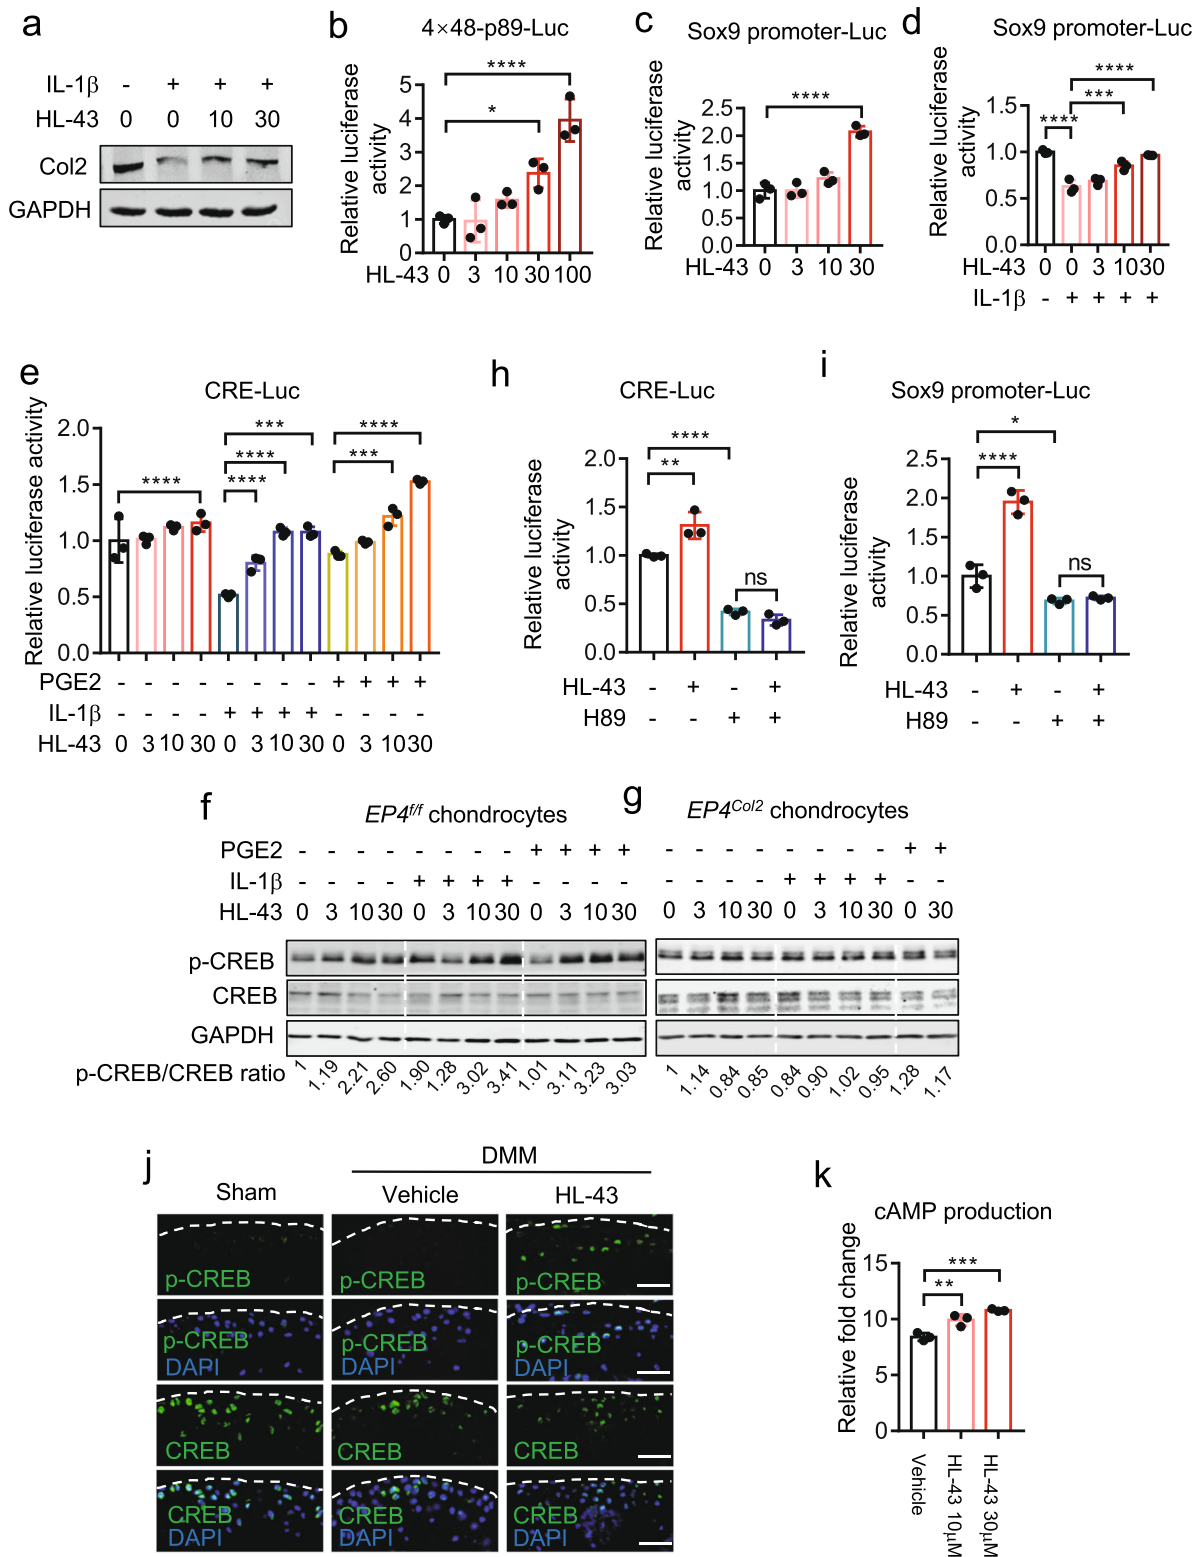 a
IL-1β - + + +
HL-43 0 0 10 30
Col2
GAPDH
b
4×48-p89-Luc
Relative luciferase
activity
5
4
3
2
1
0
****
*
HL-43 0 3 10 30 100
c
Sox9 promoter-Luc
Relative luciferase
activity
2.5
2.0
1.5
1.0
0.5
0.0
****
HL-43 0 3 10 30
d
Sox9 promoter-Luc
Relative luciferase
activity
1.5
1.0
0.5
0.0
****
***
****
HL-43 0 0 3 10 30
IL-1β - + + + +
e
CRE-Luc
Relative luciferase activity
2.0
1.5
1.0
0.5
0.0
****
***
****
****
****
***
PGE2 - - - - - - - - + + + +
IL-1β - - - - + + + + - - - -
HL-43 0 3 10 30 0 3 10 30 0 3 10 30
h
CRE-Luc
Relative luciferase
activity
2.0
1.5
1.0
0.5
0.0
****
**
ns
HL-43 - + - +
H89 - - + +
i
Sox9 promoter-Luc
Relative luciferase
activity
2.5
2.0
1.5
1.0
0.5
0.0
*
****
ns
HL-43 - + - +
H89 - - + +
f
EP4f/f chondrocytes
PGE2 - - - - - - - - + + + +
IL-1β - - - - + + + + - - - -
HL-43 0 3 10 30 0 3 10 30 0 3 10 30
p-CREB
CREB
GAPDH
p-CREB/CREB ratio 1 1.19 2.21 2.60 1.90 1.28 3.02 3.41 1.01 3.11 3.23 3.03
g
EP4Col2 chondrocytes
- - - - - - - - + +
- - - - + + + + - -
0 3 10 30 0 3 10 30 0 30
1 1.14 0.84 0.85 0.84 0.90 1.02 0.95 1.28 1.17
j
DMM
Sham Vehicle HL-43
p-CREB p-CREB p-CREB
p-CREB p-CREB p-CREB
DAPI DAPI DAPI
CREB CREB CREB
CREB CREB CREB
DAPI DAPI DAPI
k
cAMP production
Relative fold change
15
10
5
0
***
**
Vehicle
HL-43 10μM
HL-43 30μM